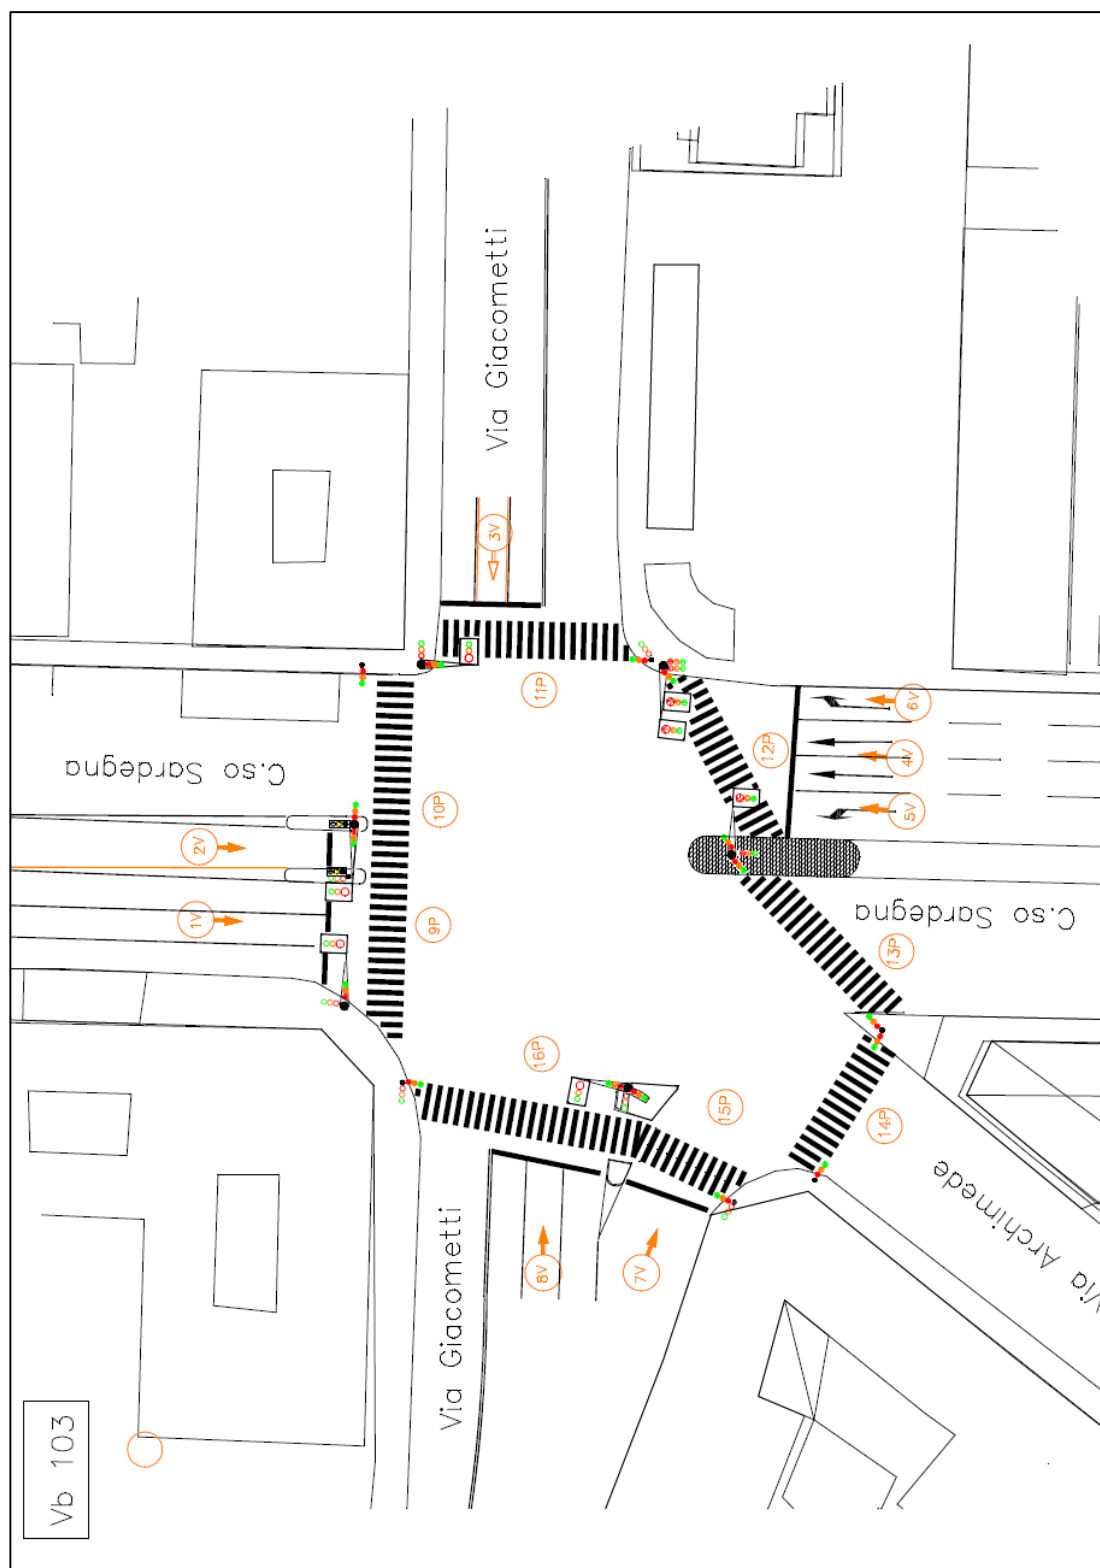 Via Giacometti
3V
11P
C.so Sardegna
10P
2V
1V
9P
12P
6V
4V
5V
C.so Sardegna
13P
16P
15P
14P
8V
7V
Via Archimede
Via Giacometti
Vb 103